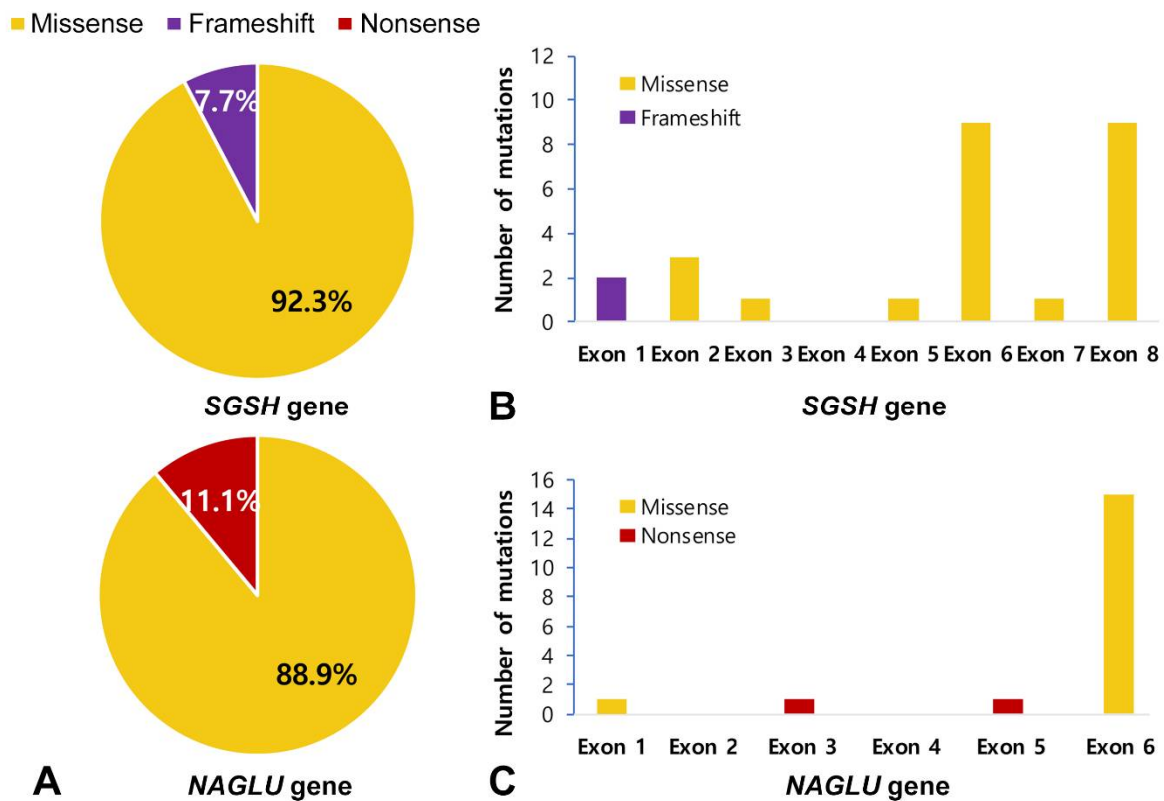 Missense Frameshift Nonsense
7.7%
92.3%
SGSH gene
11.1%
88.9%
A
NAGLU gene
Number of mutations
12
10
8
6
4
2
0
Missense
Frameshift
Exon 1 Exon 2 Exon 3 Exon 4 Exon 5 Exon 6 Exon 7 Exon 8
B
SGSH gene
Number of mutations
16
14
12
10
8
6
4
2
0
Missense
Nonsense
Exon 1 Exon 2 Exon 3 Exon 4 Exon 5 Exon 6
C
NAGLU gene